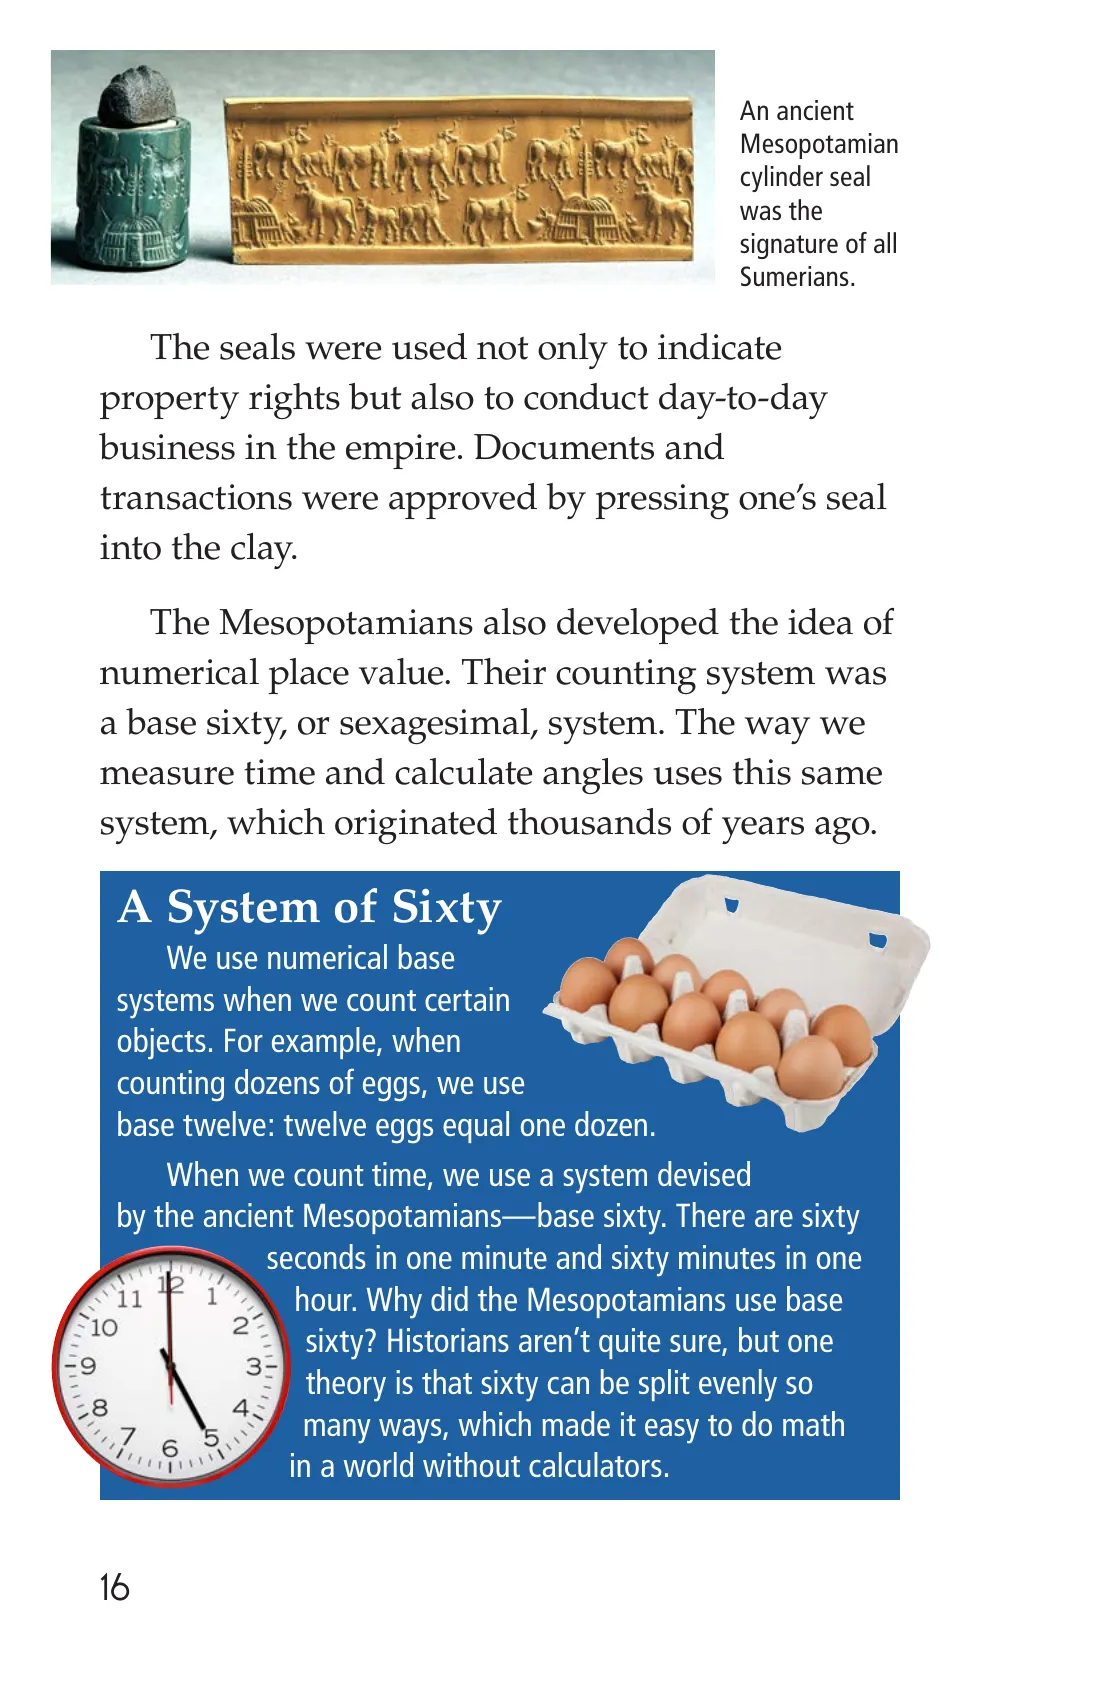 An ancient
Mesopotamian
cylinder seal
was the
signature of all
Sumerians.
The seals were used not only to indicate
property rights but also to conduct day-to-day
business in the empire. Documents and
transactions were approved by pressing one’s seal
into the clay.
The Mesopotamians also developed the idea of
numerical place value. Their counting system was
a base sixty, or sexagesimal, system. The way we
measure time and calculate angles uses this same
system, which originated thousands of years ago.
A System of Sixty
We use numerical base
systems when we count certain
objects. For example, when
counting dozens of eggs, we use
base twelve: twelve eggs equal one dozen.
When we count time, we use a system devised
by the ancient Mesopotamians—base sixty. There are sixty
seconds in one minute and sixty minutes in one
hour. Why did the Mesopotamians use base
sixty? Historians aren’t quite sure, but one
theory is that sixty can be split evenly so
many ways, which made it easy to do math
in a world without calculators.
12
11 1
10 2
9 3
8 4
7 5
6
16